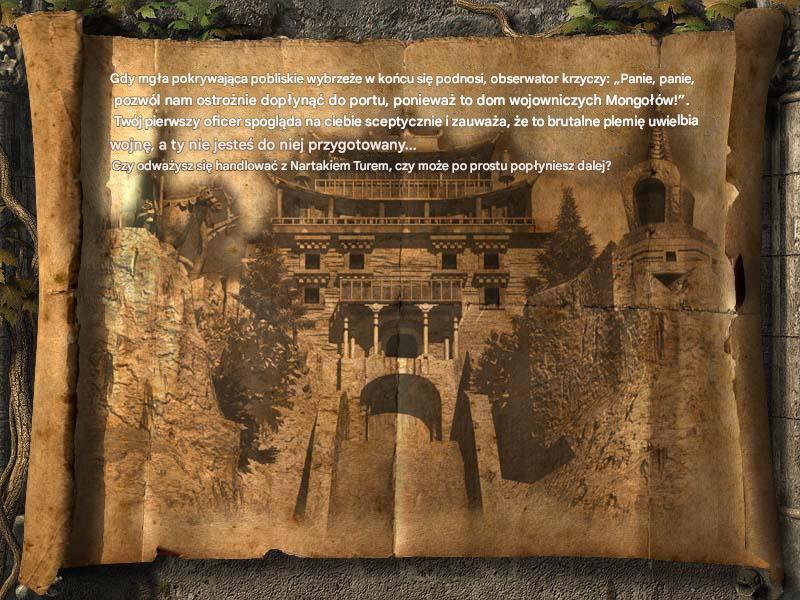 Gdy mgła pokrywająca pobliskie wybrzeże w końcu się podnosi, obserwator krzyczy: „Panie, panie,
pozwól nam ostrożnie dopłynąć do portu, ponieważ to dom wojowniczych Mongołów!”.
Twój pierwszy oficer spogląda na ciebie sceptycznie i zauważa, że to brutalne plemię uwielbia
wojnę, a ty nie jesteś do niej przygotowany...
Czy odważysz się handlować z Nartakiem Turem, czy może po prostu popłyniesz dalej?